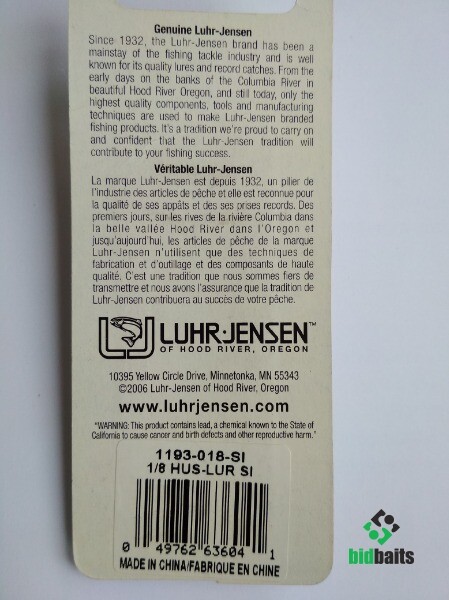 Genuine Luhr-Jensen
Since 1932, the Luhr-Jensen brand has been a
mainstay of the fishing tackle industry and is well
known for its quality lures and record catches. From the
early days on the banks of the Columbia River in
beautiful Hood River Oregon, and still today, only the
highest quality components, tools and manufacturing
techniques are used to make Luhr-Jensen branded
fishing products. It's a tradition we're proud to carry on
and confident that the Luhr-Jensen tradition will
contribute to your fishing success.
Véritable Luhr-Jensen
La marque Luhr-Jensen est depuis 1932, un pilier de
l'industrie des articles de pêche et elle est reconnue pour
la qualité de ses appâts et des ses prises records. Des
premiers jours, sur les rives de la rivière Columbia dans
la belle vallée Hood River dans l'Oregon et
jusqu'aujourd'hui, les articles de pêche de la marque
Luhr-Jensen n'utilisent que des techniques de
fabrication et d'outilage et des composants de haute
qualité. C'est une tradition que nous sommes fiers de
transmettre et nous avons l'assurance que la tradition de
Luhr-Jensen contribuera au succès de votre pêche.
LUHR·JENSEN™
OF HOOD RIVER, OREGON
10395 Yellow Circle Drive, Minnetonka, MN 55343
©2006 Luhr-Jensen of Hood River, Oregon
www.luhrjensen.com
"WARNING: This product contains lead, a chemical known to the State of
California to cause cancer and birth defects and other reproductive harm."
1193-018-SI
1/8 HUS-LUR SI
0 49762 63604 1
MADE IN CHINA/FABRIQUE EN CHINE
bidbaits